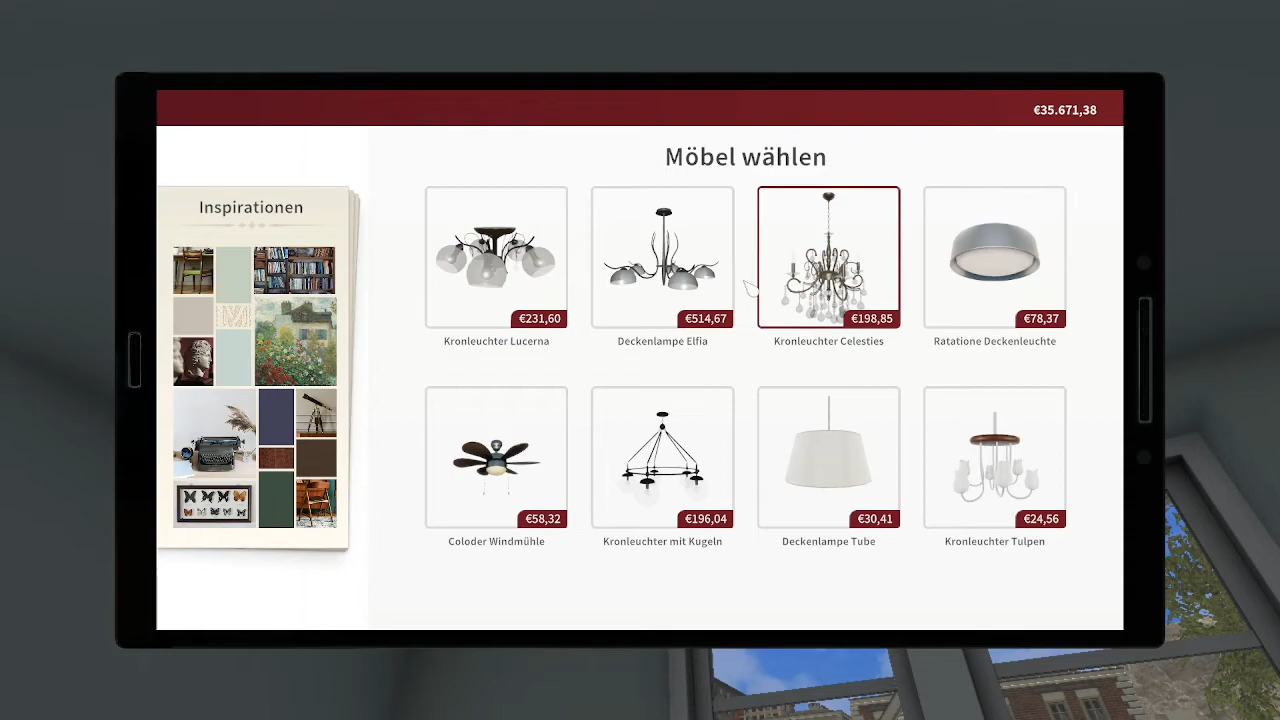 €35.671,38
Möbel wählen
Inspirationen
€231,60
€514,67
€198,85
€78,37
Kronleuchter Lucerna
Deckenlampe Elfia
Kronleuchter Celesties
Ratatione Deckenleuchte
€58,32
€196,04
€30,41
€24,56
Coloder Windmühle
Kronleuchter mit Kugeln
Deckenlampe Tube
Kronleuchter Tulpen